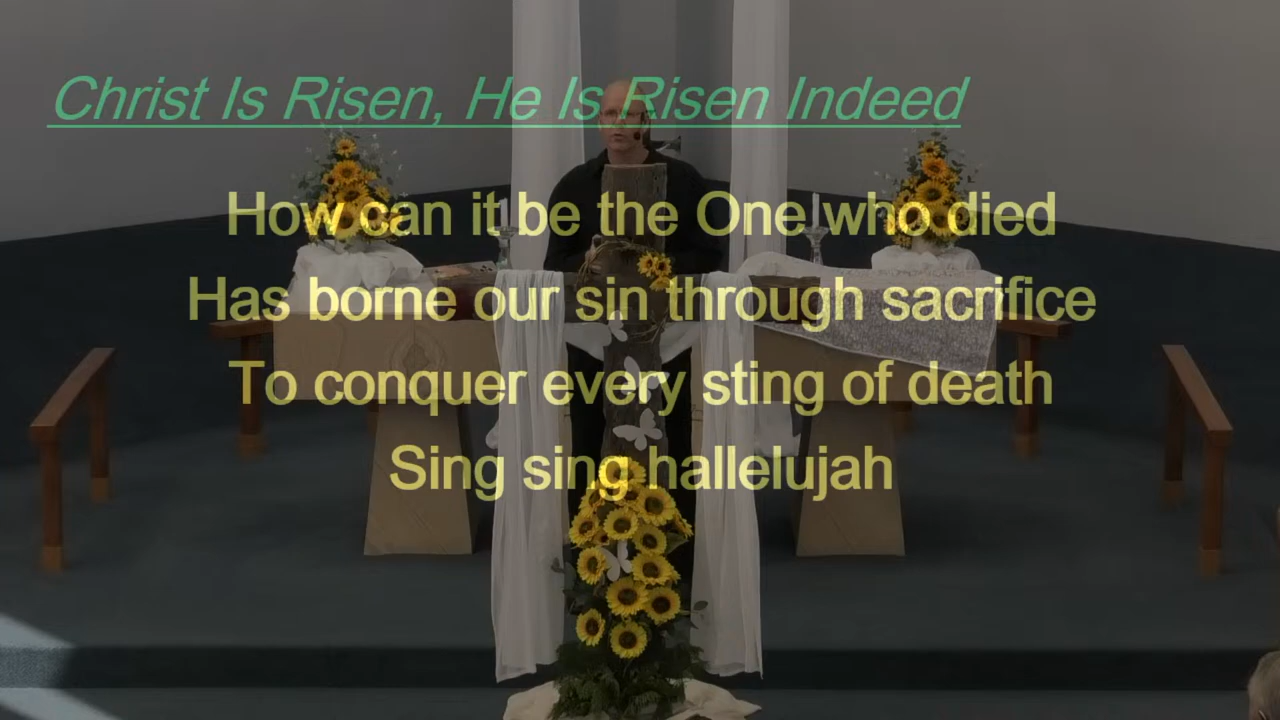 Christ Is Risen, He Is Risen Indeed
How can it be the One who died
Has borne our sin through sacrifice
To conquer every sting of death
Sing sing hallelujah